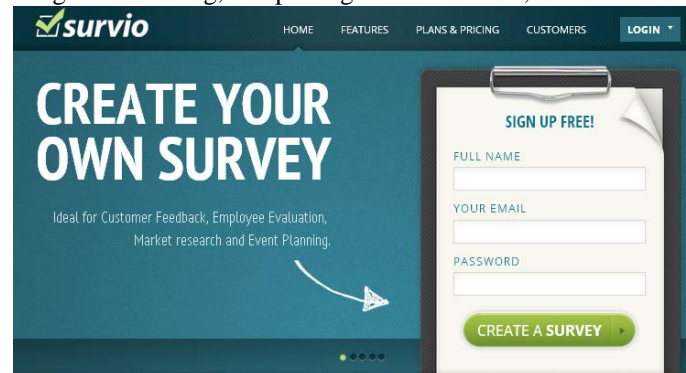 survio
HOME FEATURES PLANS & PRICING CUSTOMERS LOGIN
CREATE YOUR
OWN SURVEY
Ideal for Customer Feedback, Employee Evaluation,
Market research and Event Planning.
SIGN UP FREE!
FULL NAME
YOUR EMAIL
PASSWORD
CREATE A SURVEY